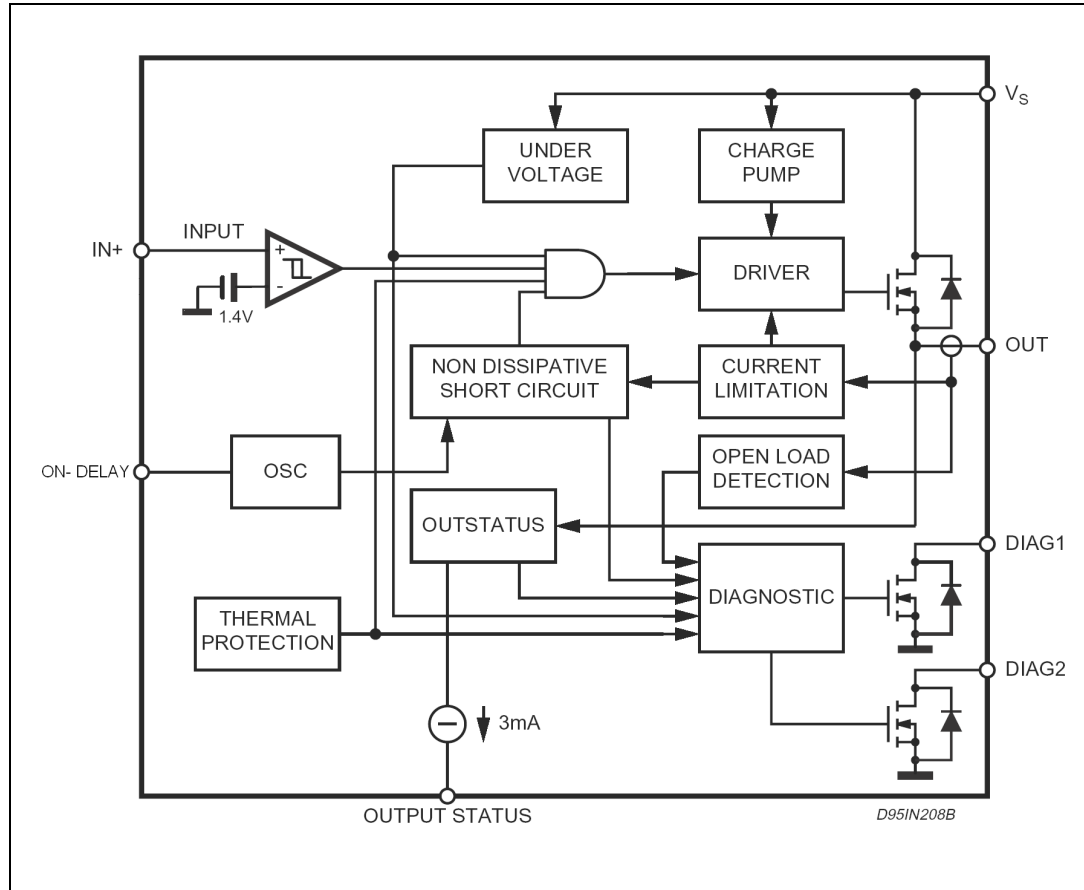 VS
UNDER
VOLTAGE
CHARGE
PUMP
IN+
INPUT
+
-
1.4V
DRIVER
OUT
NON DISSIPATIVE
SHORT CIRCUIT
CURRENT
LIMITATION
ON- DELAY
OSC
OPEN LOAD
DETECTION
OUTSTATUS
DIAG1
DIAGNOSTIC
THERMAL
PROTECTION
DIAG2
3mA
OUTPUT STATUS
D95IN208B